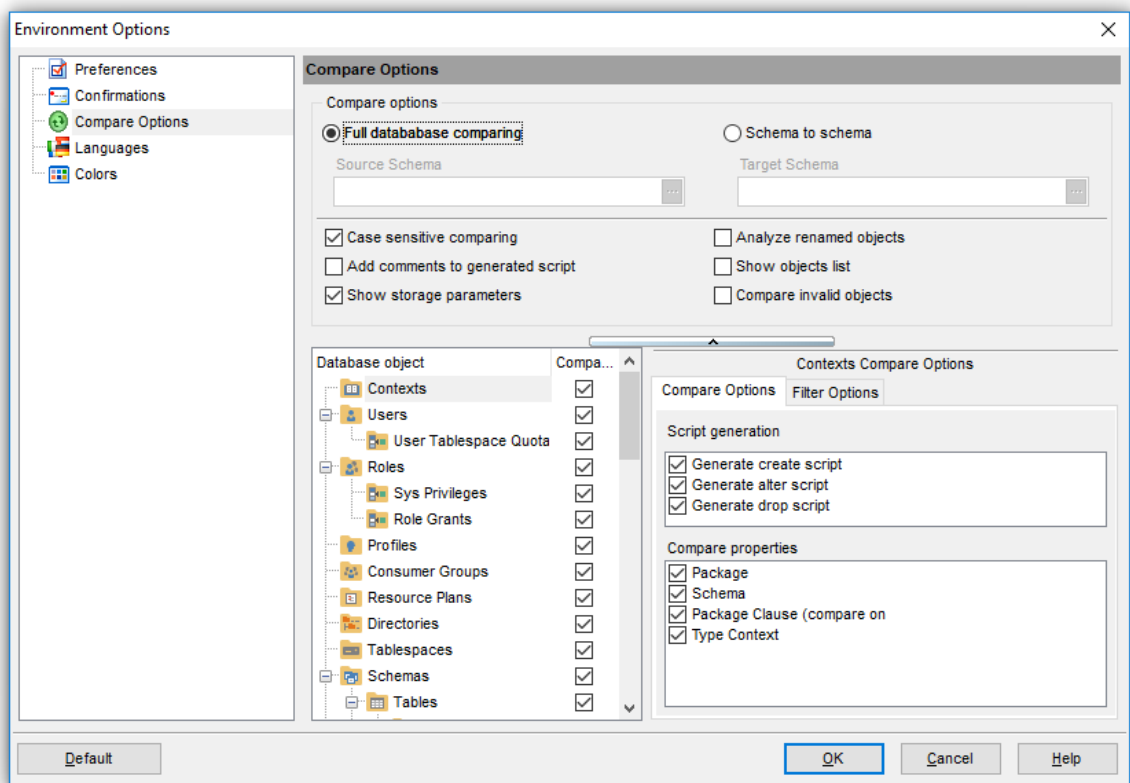 Environment Options
Preferences
Confirmations
Compare Options
Languages
Colors
Compare Options
Compare options
Full datababase comparing
Schema to schema
Source Schema
Target Schema
...
...
Case sensitive comparing
Analyze renamed objects
Add comments to generated script
Show objects list
Show storage parameters
Compare invalid objects
Database object
Compa...
Contexts
Users
User Tablespace Quota
Roles
Sys Privileges
Role Grants
Profiles
Consumer Groups
Resource Plans
Directories
Tablespaces
Schemas
Tables
Contexts Compare Options
Compare Options
Filter Options
Script generation
Generate create script
Generate alter script
Generate drop script
Compare properties
Package
Schema
Package Clause (compare on
Type Context
Default
OK
Cancel
Help